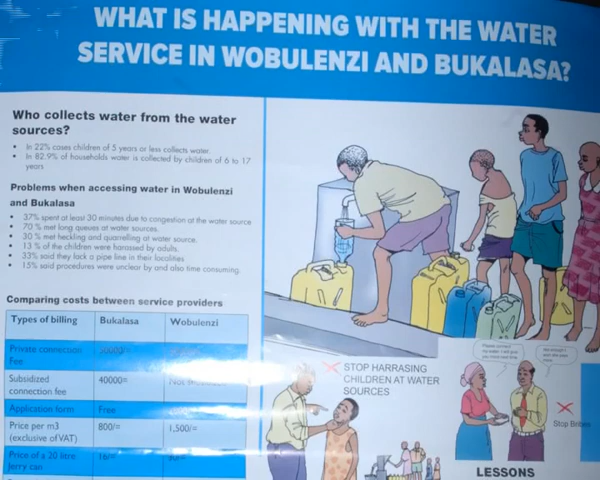 WHAT IS HAPPENING WITH THE WATER
SERVICE IN WOBULENZI AND BUKALASA?
Who collects water from the water
sources?
• In 22% cases children of 5 years or less collects water.
• In 82.9% of households water is collected by children of 6 to 17
years
Problems when accessing water in Wobulenzi
and Bukalasa
• 37% spent at least 30 minutes due to congestion at the water source
• 70 % met long queues at water sources.
• 30 % met heckling and quarrelling at water source.
• 13 % of the children were harassed by adults.
• 33% said they lack a pipe line in their localities
• 15% said procedures were unclear by and also time consuming.
Comparing costs between service providers
Types of billing Bukalasa Wobulenzi
Private connection
Fee
Subsidized
connection fee 40000= Not
Application form Free
Price per m3
(exclusive of VAT) 800/= 1,500/=
Price of a 20 litre
jerry can
STOP HARRASING
CHILDREN AT WATER
SOURCES
Stop Bribes
LESSONS